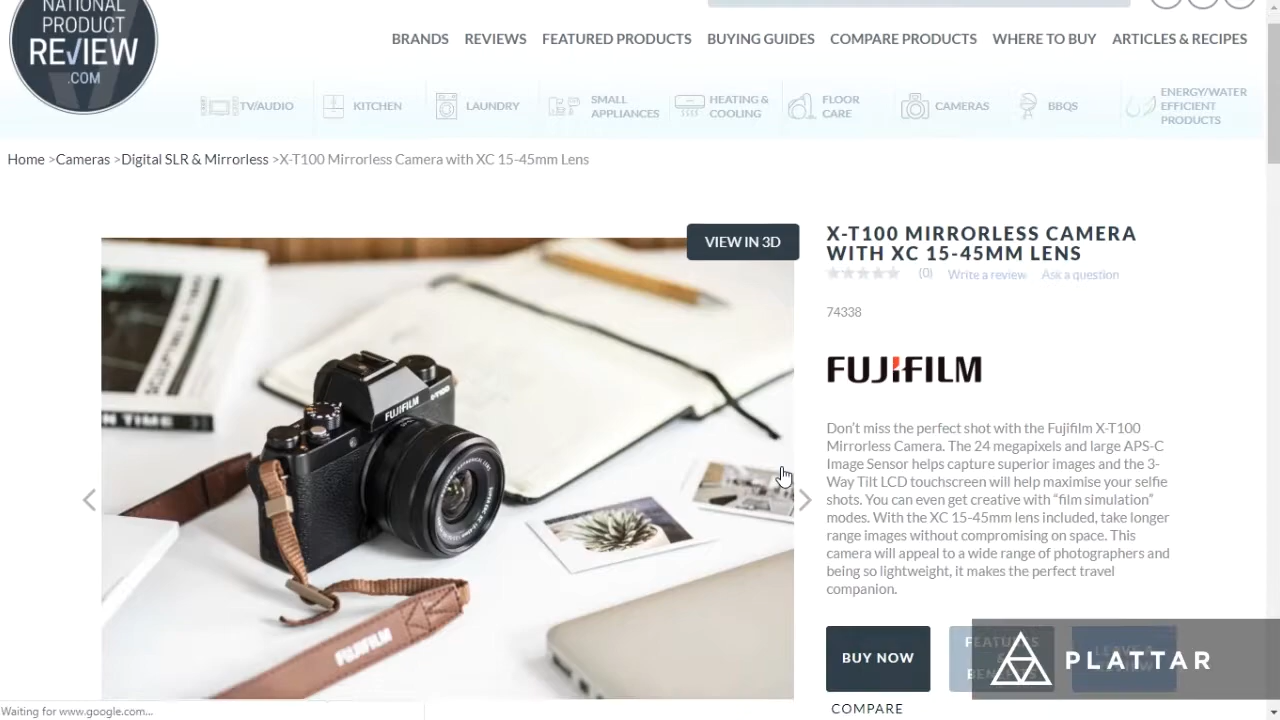 NATIONAL
PRODUCT
REVIEW
.COM
BRANDS REVIEWS FEATURED PRODUCTS BUYING GUIDES COMPARE PRODUCTS WHERE TO BUY ARTICLES & RECIPES
TV/AUDIO
KITCHEN
LAUNDRY
SMALL
APPLIANCES
HEATING &
COOLING
FLOOR
CARE
CAMERAS
BBQS
ENERGY/WATER
EFFICIENT
PRODUCTS
Home >Cameras >Digital SLR & Mirrorless >X-T100 Mirrorless Camera with XC 15-45mm Lens
VIEW IN 3D
X-T100 MIRRORLESS CAMERA
WITH XC 15-45MM LENS
(0) Write a review Ask a question
74338
FUJIFILM
Don't miss the perfect shot with the Fujifilm X-T100
Mirrorless Camera. The 24 megapixels and large APS-C
Image Sensor helps capture superior images and the 3-
Way Tilt LCD touchscreen will help maximise your selfie
shots. You can even get creative with “film simulation”
modes. With the XC 15-45mm lens included, take longer
range images without compromising on space. This
camera will appeal to a wide range of photographers and
being so lightweight, it makes the perfect travel
companion.
FUJIFILM
X-T100
IN TIME
FUJIFILM
BUY NOW
FEATURES
&
PLATTAR
COMPARE
Waiting for www.google.com...